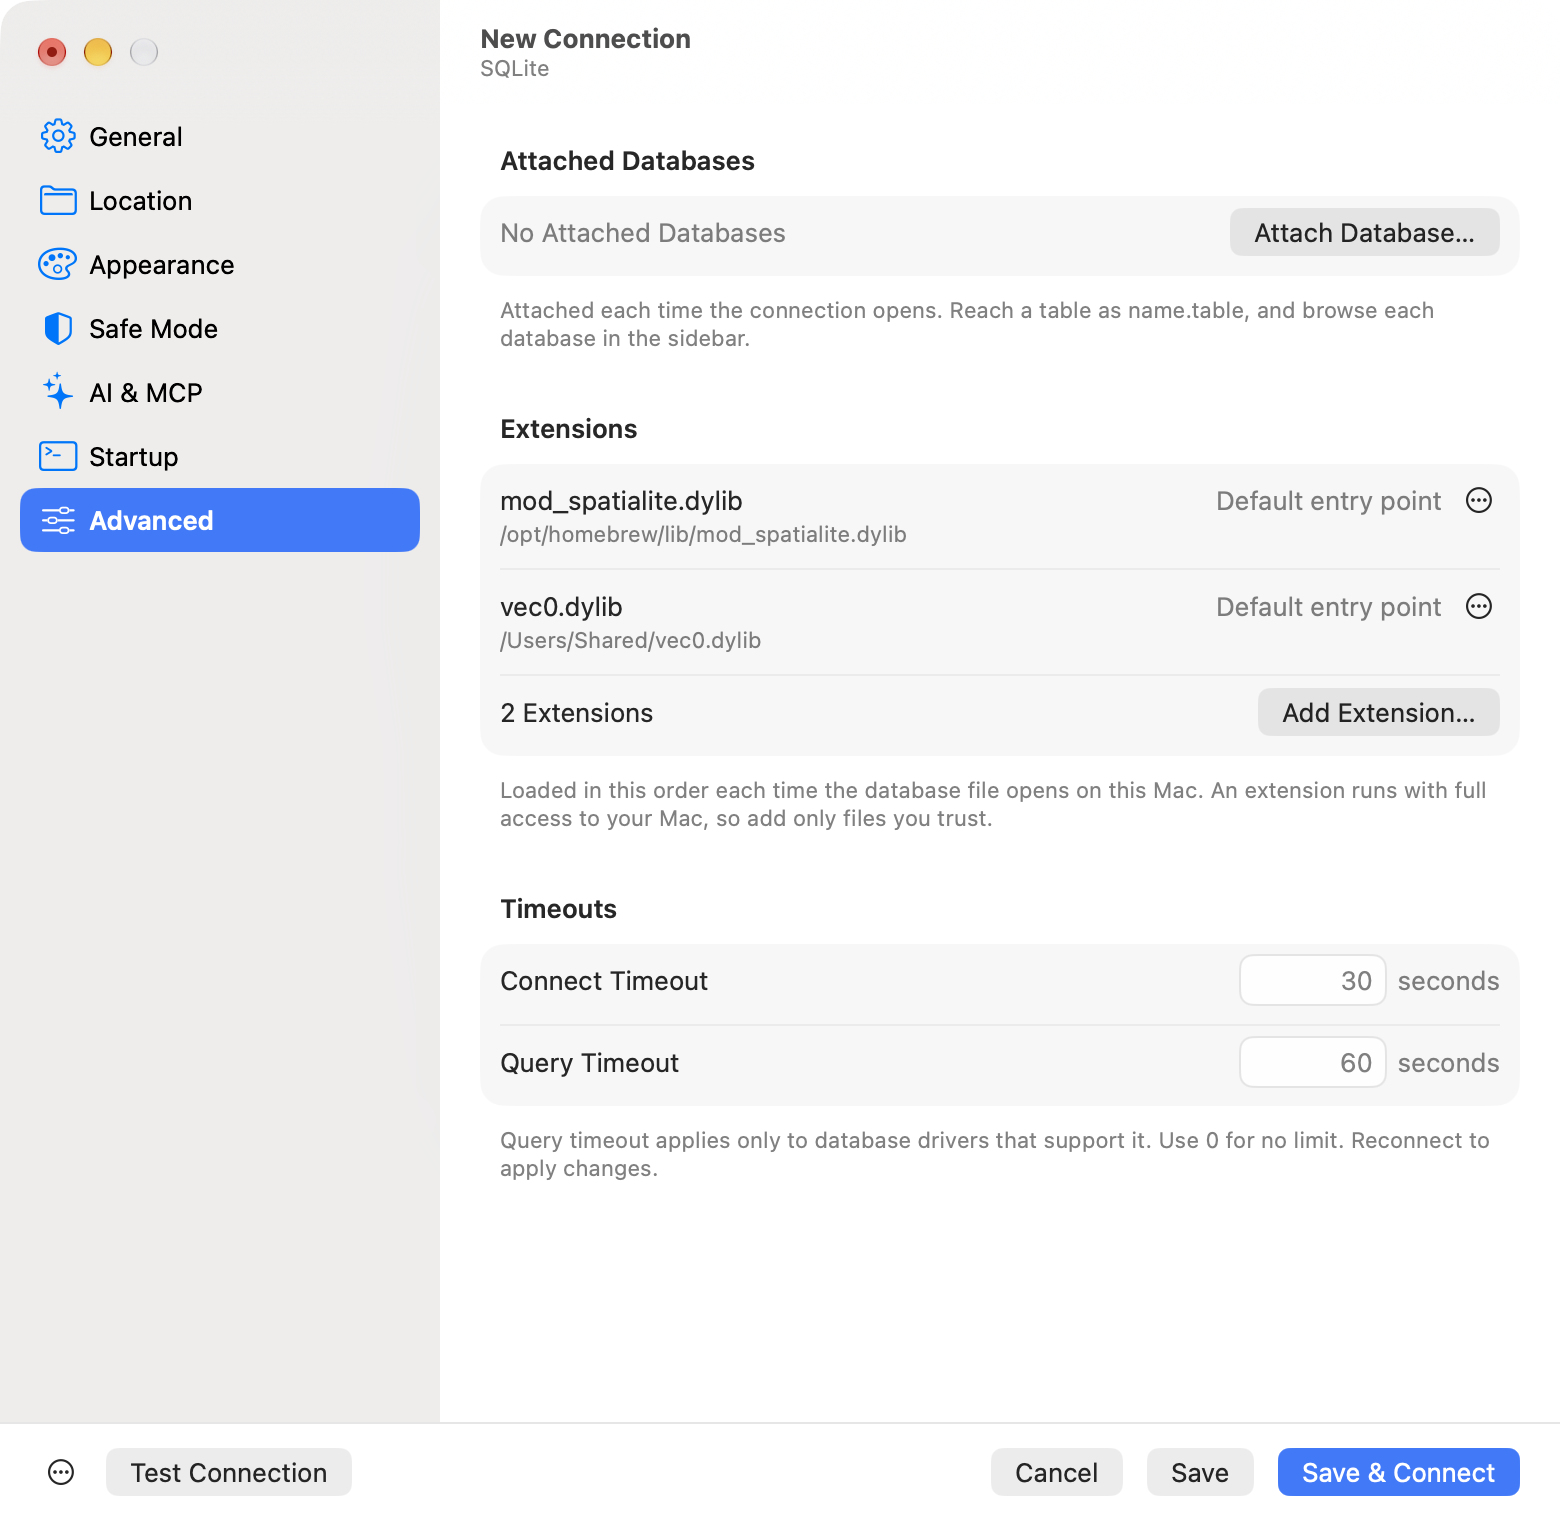 New Connection
SQLite
General
Location
Appearance
Safe Mode
AI & MCP
Startup
Advanced
Attached Databases
No Attached Databases
Attach Database...
Attached each time the connection opens. Reach a table as name.table, and browse each
database in the sidebar.
Extensions
mod_spatialite.dylib
Default entry point
/opt/homebrew/lib/mod_spatialite.dylib
vec0.dylib
Default entry point
/Users/Shared/vec0.dylib
2 Extensions
Add Extension...
Loaded in this order each time the database file opens on this Mac. An extension runs with full
access to your Mac, so add only files you trust.
Timeouts
Connect Timeout
30 seconds
Query Timeout
60 seconds
Query timeout applies only to database drivers that support it. Use 0 for no limit. Reconnect to
apply changes.
Test Connection
Cancel
Save
Save & Connect